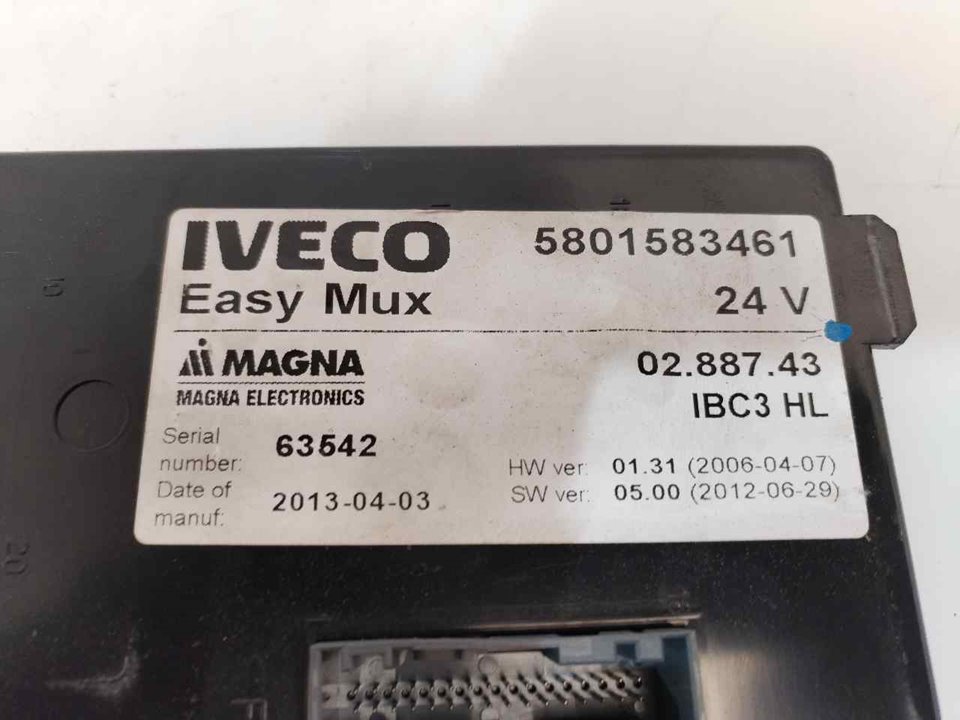 IVECO 5801583461
Easy Mux 24 V
MAGNA 02.887.43
MAGNA ELECTRONICS IBC3 HL
Serial number: 63542
HW ver: 01.31 (2006-04-07)
Date of manuf: 2013-04-03
SW ver: 05.00 (2012-06-29)
20